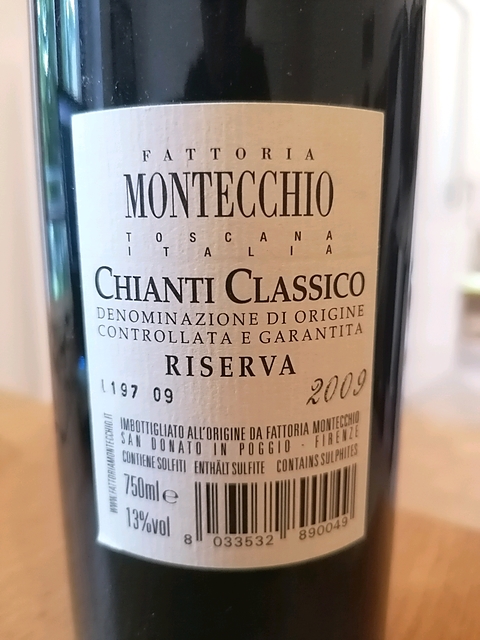 FATTORIA
MONTECCHIO
TOSCANA
ITALIA
CHIANTI CLASSICO
DENOMINAZIONE DI ORIGINE
CONTROLLATA E GARANTITA
RISERVA
L197 09
2009
IMBOTTIGLIATO ALL'ORIGINE DA FATTORIA MONTECCHIO
SAN DONATO IN POGGIO - FIRENZE
CONTIENE SOLFITI ENTHÄLT SULFITE CONTAINS SULPHITES
WWW.FATTORIAMONTECCHIO.IT
750ml e
13%vol
8 033532 890049